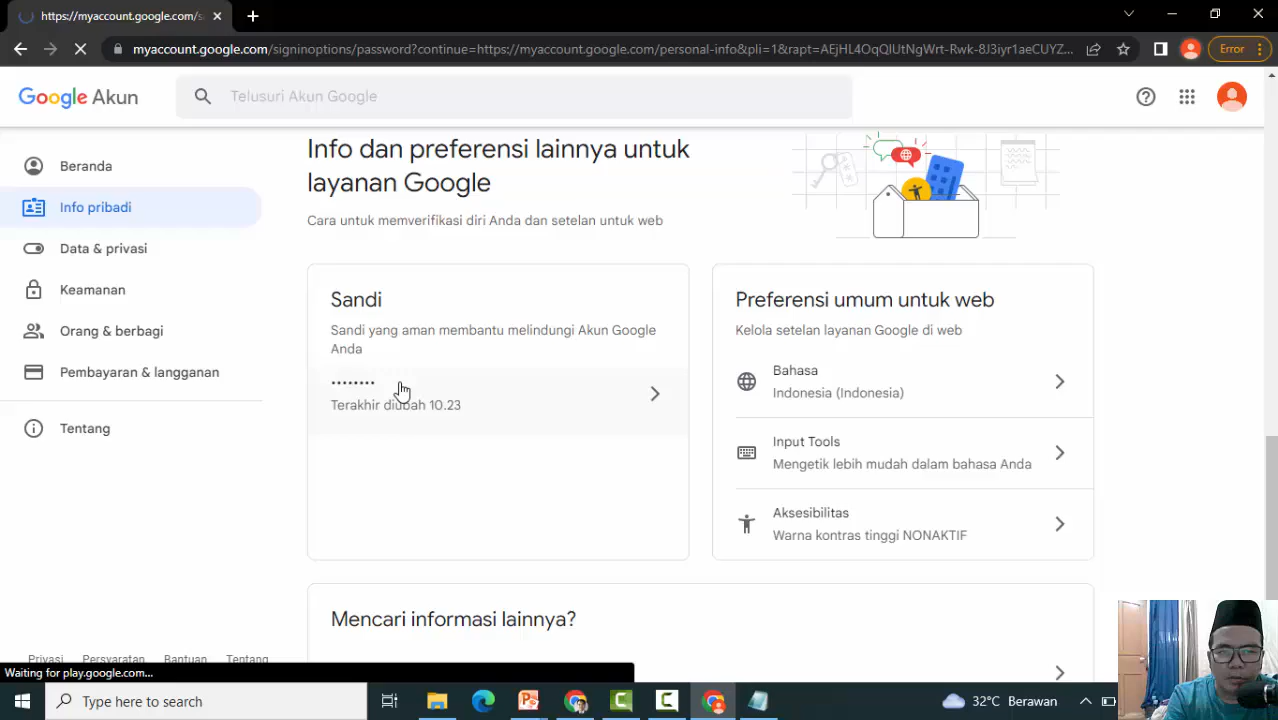 https://myaccount.google.com/s
myaccount.google.com/signinoptions/password?continue=https://myaccount.google.com/personal-info&pli=1&rapt=AEjHL4OqQlUtNgWrt-Rwk-8J3iyr1aeCUYZ...
Error
Google Akun
Telusuri Akun Google
Beranda
Info pribadi
Data & privasi
Keamanan
Orang & berbagi
Pembayaran & langganan
Tentang
Info dan preferensi lainnya untuk
layanan Google
Cara untuk memverifikasi diri Anda dan setelan untuk web
Sandi
Sandi yang aman membantu melindungi Akun Google
Anda
••••••••
Terakhir diubah 10.23
Preferensi umum untuk web
Kelola setelan layanan Google di web
Bahasa
Indonesia (Indonesia)
Input Tools
Mengetik lebih mudah dalam bahasa Anda
Aksesibilitas
Warna kontras tinggi NONAKTIF
Mencari informasi lainnya?
Privasi Persyaratan Bantuan Tentang
Waiting for play.google.com...
Type here to search
32°C Berawan